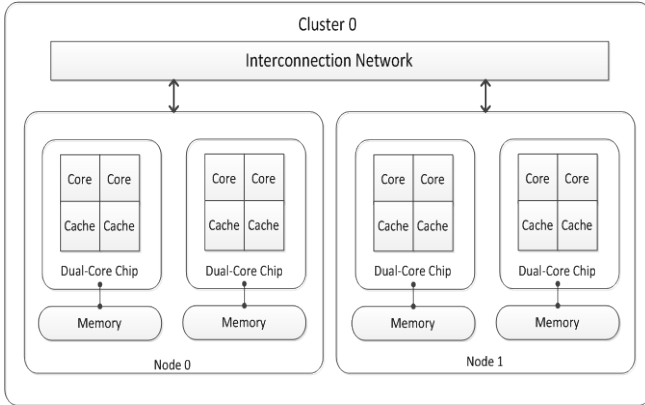 Cluster 0
Interconnection Network
Core Core Core Core Core Core Core Core
Cache Cache Cache Cache Cache Cache Cache Cache
Dual-Core Chip Dual-Core Chip Dual-Core Chip Dual-Core Chip
Memory Memory Memory Memory
Node 0 Node 1